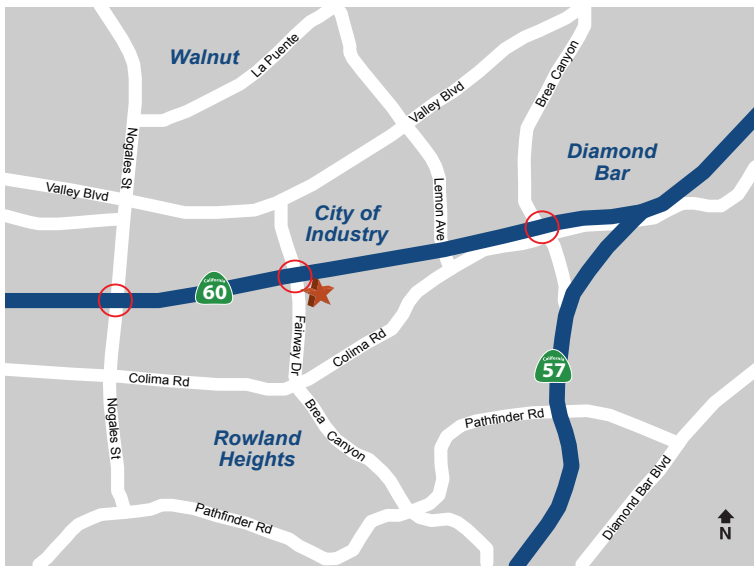 Walnut
La Puente
Brea Canyon
Valley Blvd
Nogales St
Diamond
Bar
Valley Blvd
Lemon Ave
City of
Industry
California
60
Fairway Dr
Colima Rd
California
57
Colima Rd
Nogales St
Brea Canyon
Pathfinder Rd
Rowland
Heights
Diamond Bar Blvd
Pathfinder Rd
N